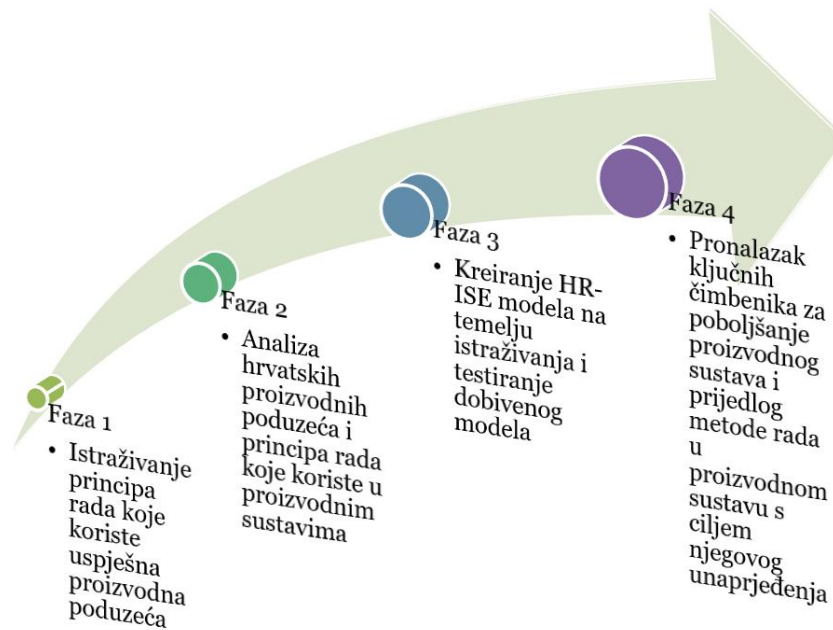 Faza 1
• Istraživanje
principa
rada koje
koriste
uspješna
proizvodna
poduzeća
Faza 2
• Analiza
hrvatskih
proizvodnih
poduzeća i
principa rada
koje koriste u
proizvodnim
sustavima
Faza 3
• Kreiranje HR-
ISE modela na
temelju
istraživanja i
testiranje
dobivenog
modela
Faza 4
• Pronalazak
ključnih
čimbenika za
poboljšanje
proizvodnog
sustava i
prijedlog
metode rada
u
proizvodnom
sustavu s
ciljem
njegovog
unaprjeđenja